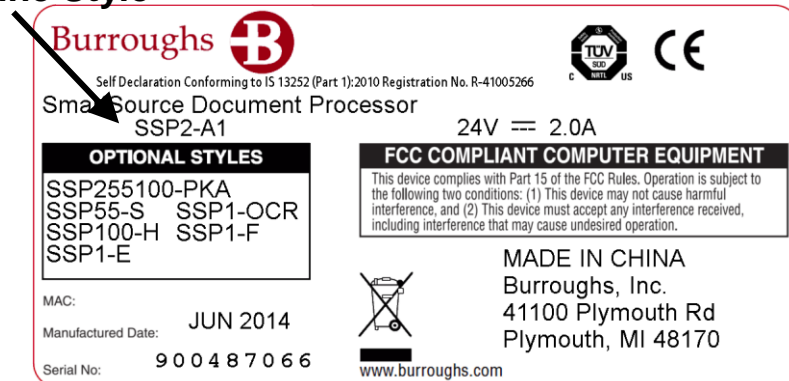 Burroughs B
TÜV
SÜD
C NRTL US
CE
Self Declaration Conforming to IS 13252 (Part 1):2010 Registration No. R-41005266
SmartSource Document Processor
SSP2-A1
24V 2.0A
OPTIONAL STYLES
SSP255100-PKA
SSP55-S SSP1-OCR
SSP100-H SSP1-F
SSP1-E
FCC COMPLIANT COMPUTER EQUIPMENT
This device complies with Part 15 of the FCC Rules. Operation is subject to
the following two conditions: (1) This device may not cause harmful
interference, and (2) This device must accept any interference received,
including interference that may cause undesired operation.
MAC:
Manufactured Date: JUN 2014
Serial No: 900487066
www.burroughs.com
MADE IN CHINA
Burroughs, Inc.
41100 Plymouth Rd
Plymouth, MI 48170